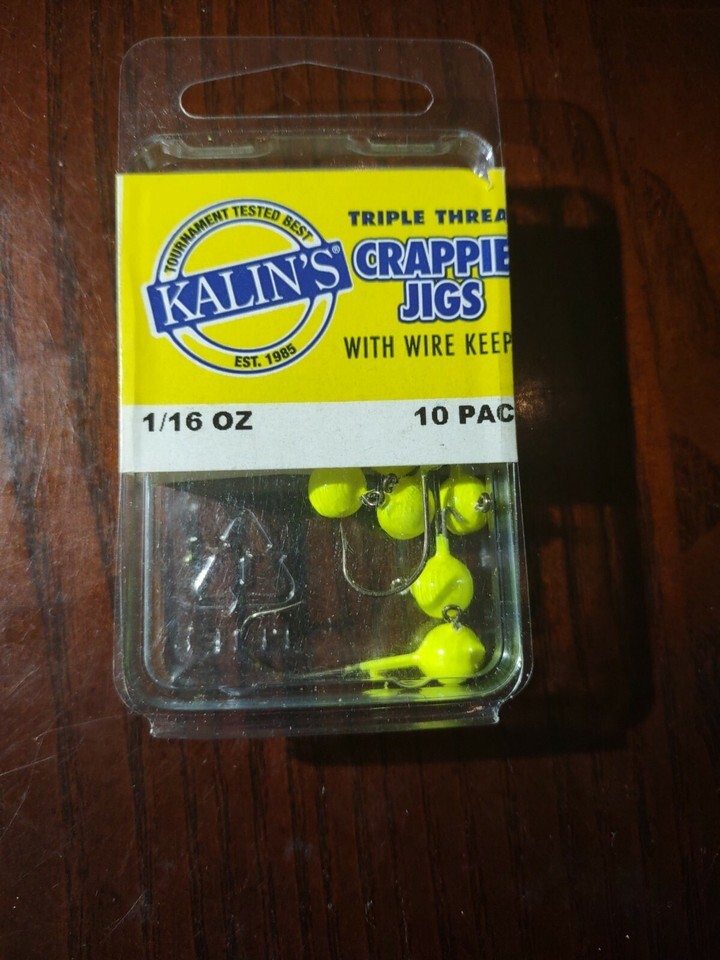 TOURNAMENT TESTED BEST
KALIN'S®
EST. 1985
TRIPLE THREA
CRAPPIE
JIGS
WITH WIRE KEEP
1/16 OZ
10 PAC